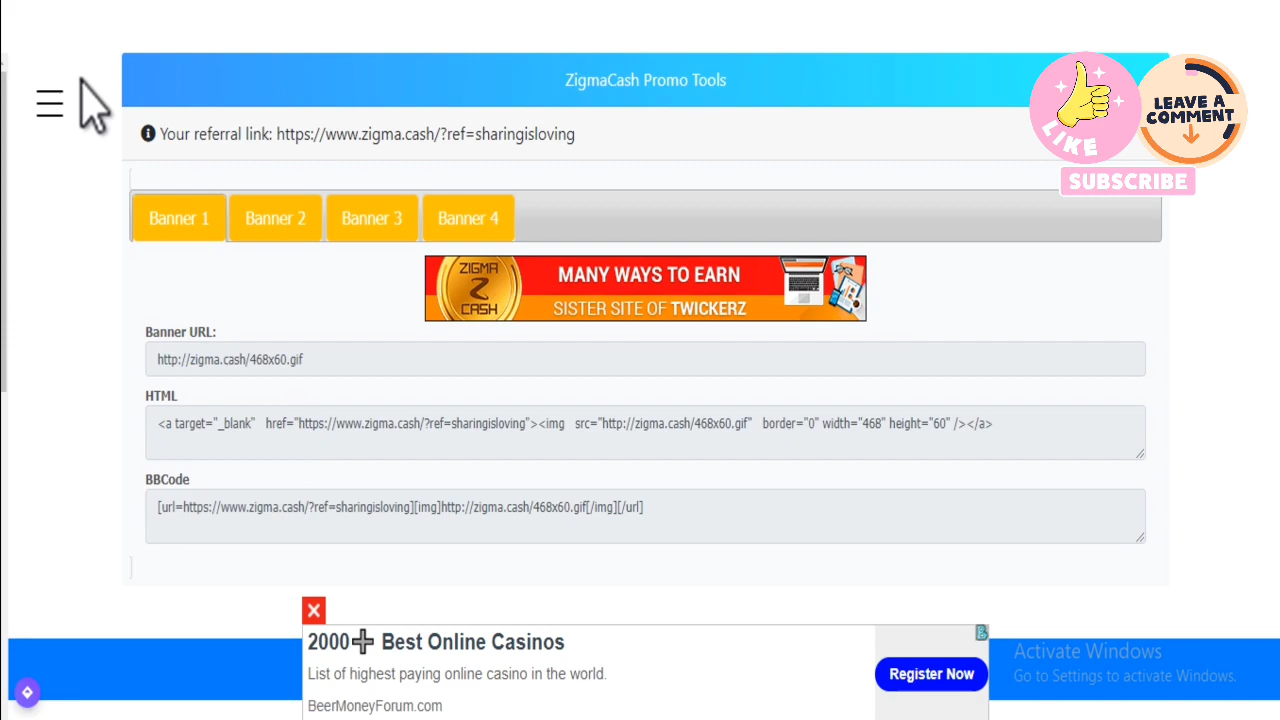 ZigmaCash Promo Tools
Your referral link: https://www.zigma.cash/?ref=sharingisloving
LIKE
LEAVE A
COMMENT
SUBSCRIBE
Banner 1 Banner 2 Banner 3 Banner 4
ZIGMA
Z
CASH
MANY WAYS TO EARN
SISTER SITE OF TWICKERZ
Banner URL:
http://zigma.cash/468x60.gif
HTML
<a target="_blank" href="https://www.zigma.cash/?ref=sharingisloving"><img src="http://zigma.cash/468x60.gif" border="0" width="468" height="60" /></a>
BBCode
[url=https://www.zigma.cash/?ref=sharingisloving][img]http://zigma.cash/468x60.gif[/img][/url]
2000➕ Best Online Casinos
List of highest paying online casino in the world.
BeerMoneyForum.com
Register Now
Activate Windows
Go to Settings to activate Windows.